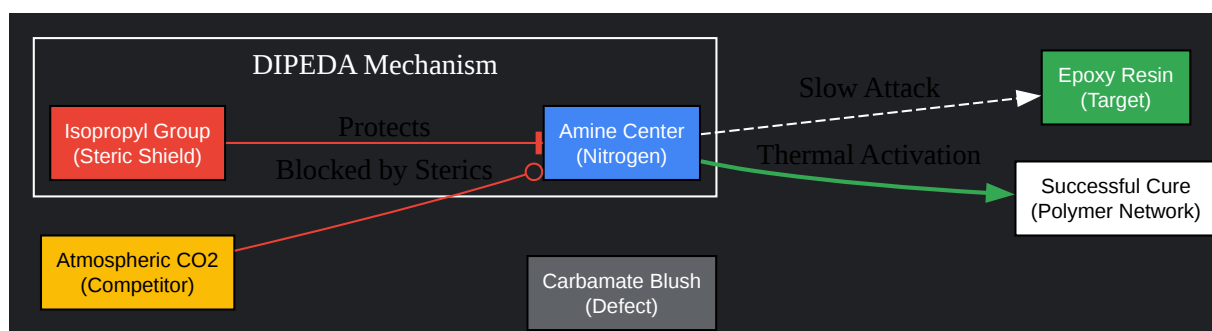 DIPEDA Mechanism
Isopropyl Group
(Steric Shield)
Protects
Blocked by Sterics
Amine Center
(Nitrogen)
Slow Attack
Thermal Activation
Epoxy Resin
(Target)
Successful Cure
(Polymer Network)
Atmospheric CO2
(Competitor)
Carbamate Blush
(Defect)